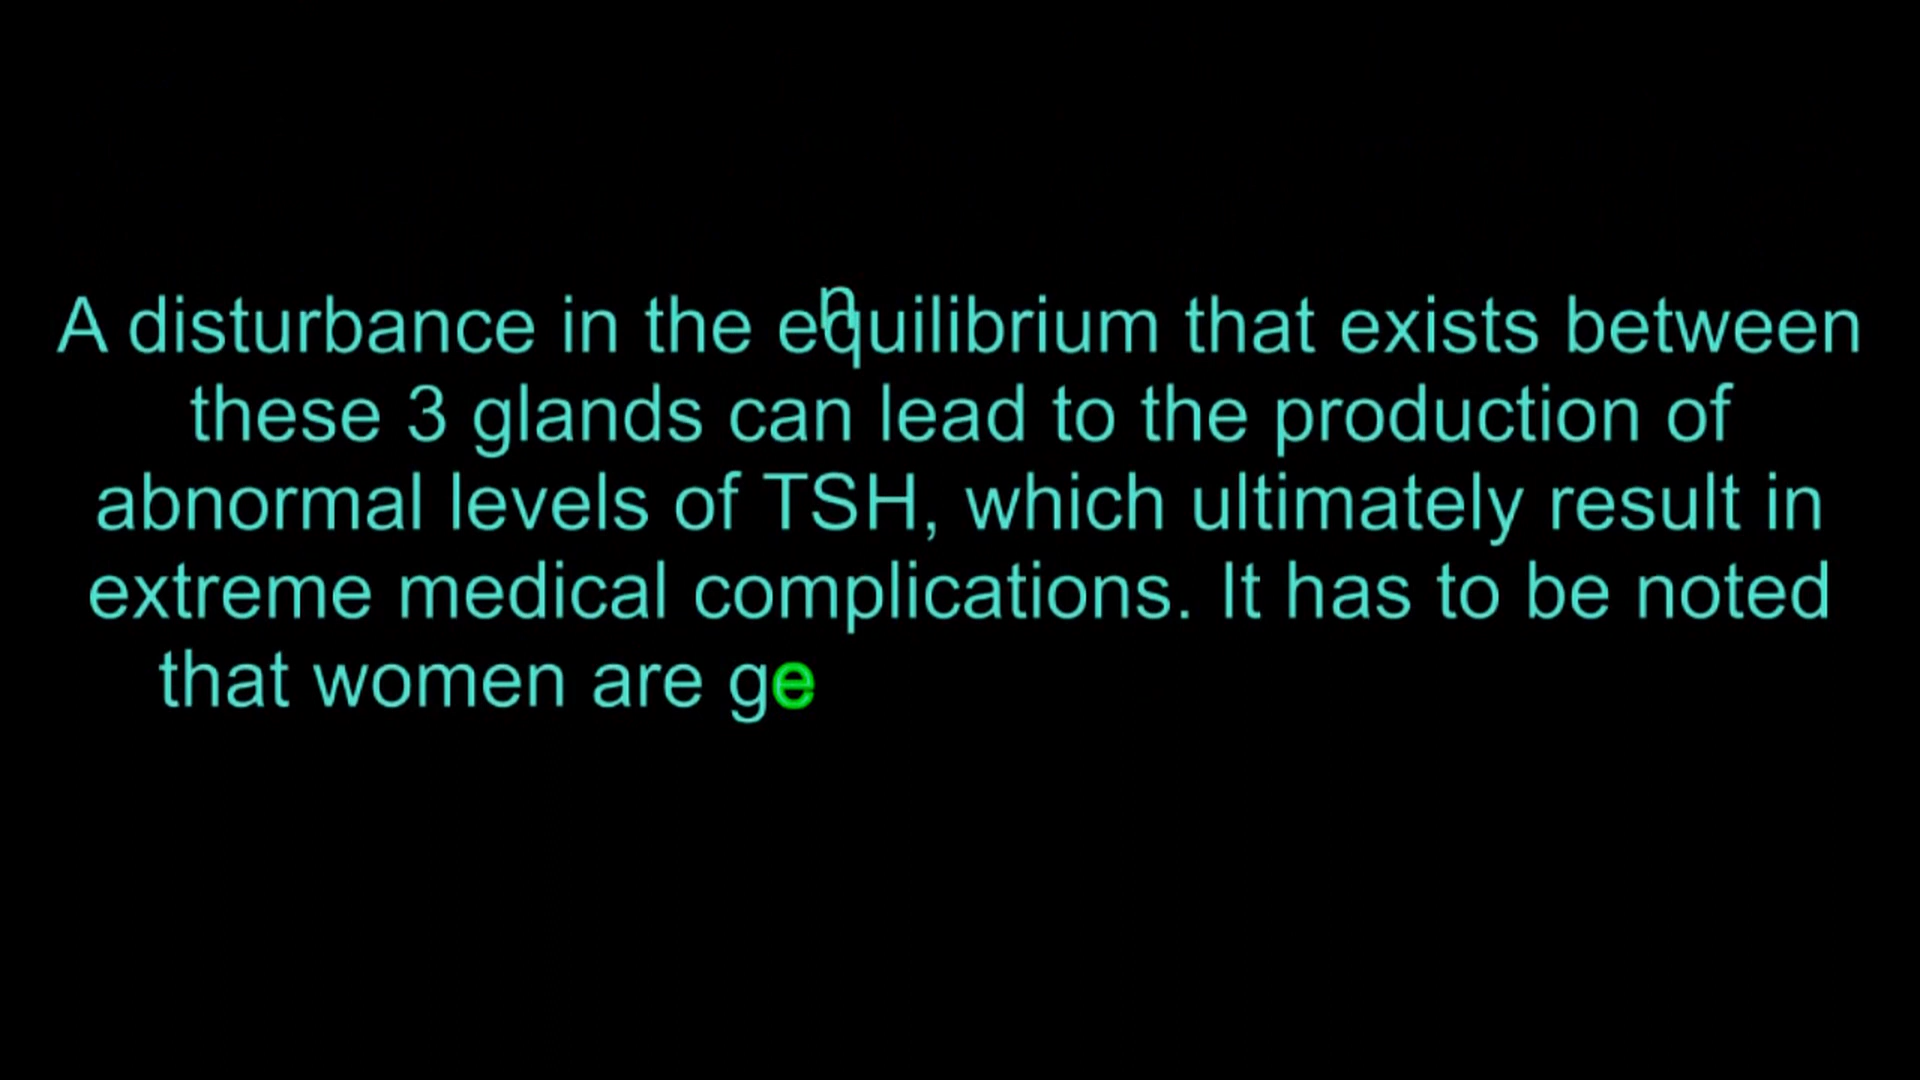 A disturbance in the equilibrium that exists between
these 3 glands can lead to the production of
abnormal levels of TSH, which ultimately result in
extreme medical complications. It has to be noted
that women are ge